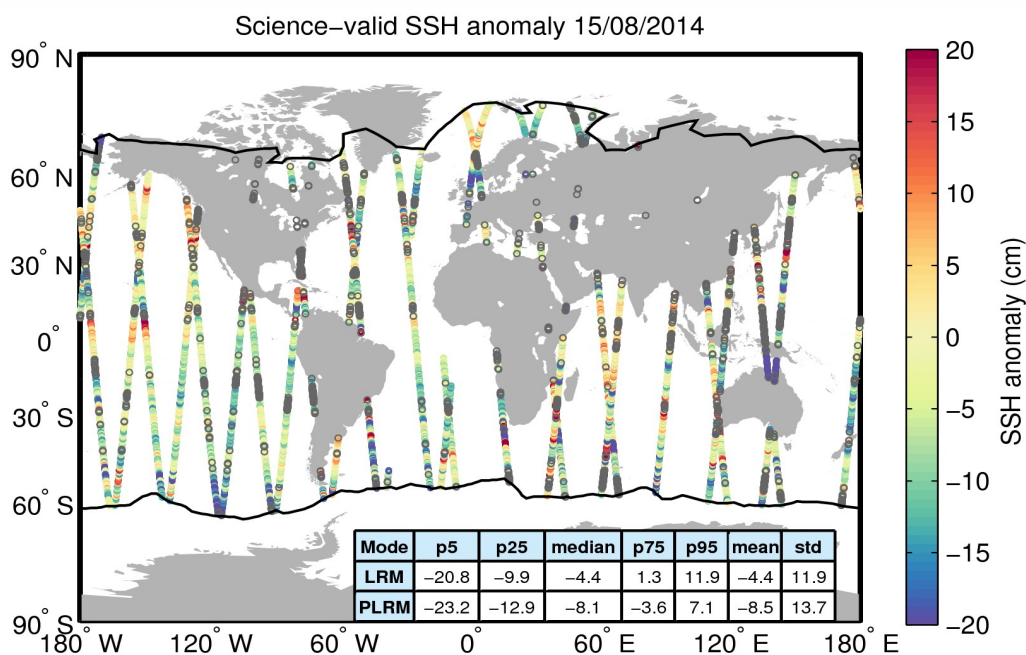 Science−valid SSH anomaly 15/08/2014
90° N
60° N
30° N
0°
30° S
60° S
90° S
180° W
120° W
60° W
0°
60° E
120° E
180° E
Mode p5 p25 median p75 p95 mean std
LRM −20.8 −9.9 −4.4 1.3 11.9 −4.4 11.9
PLRM −23.2 −12.9 −8.1 −3.6 7.1 −8.5 13.7
20
15
10
5
0
−5
−10
−15
−20
SSH anomaly (cm)